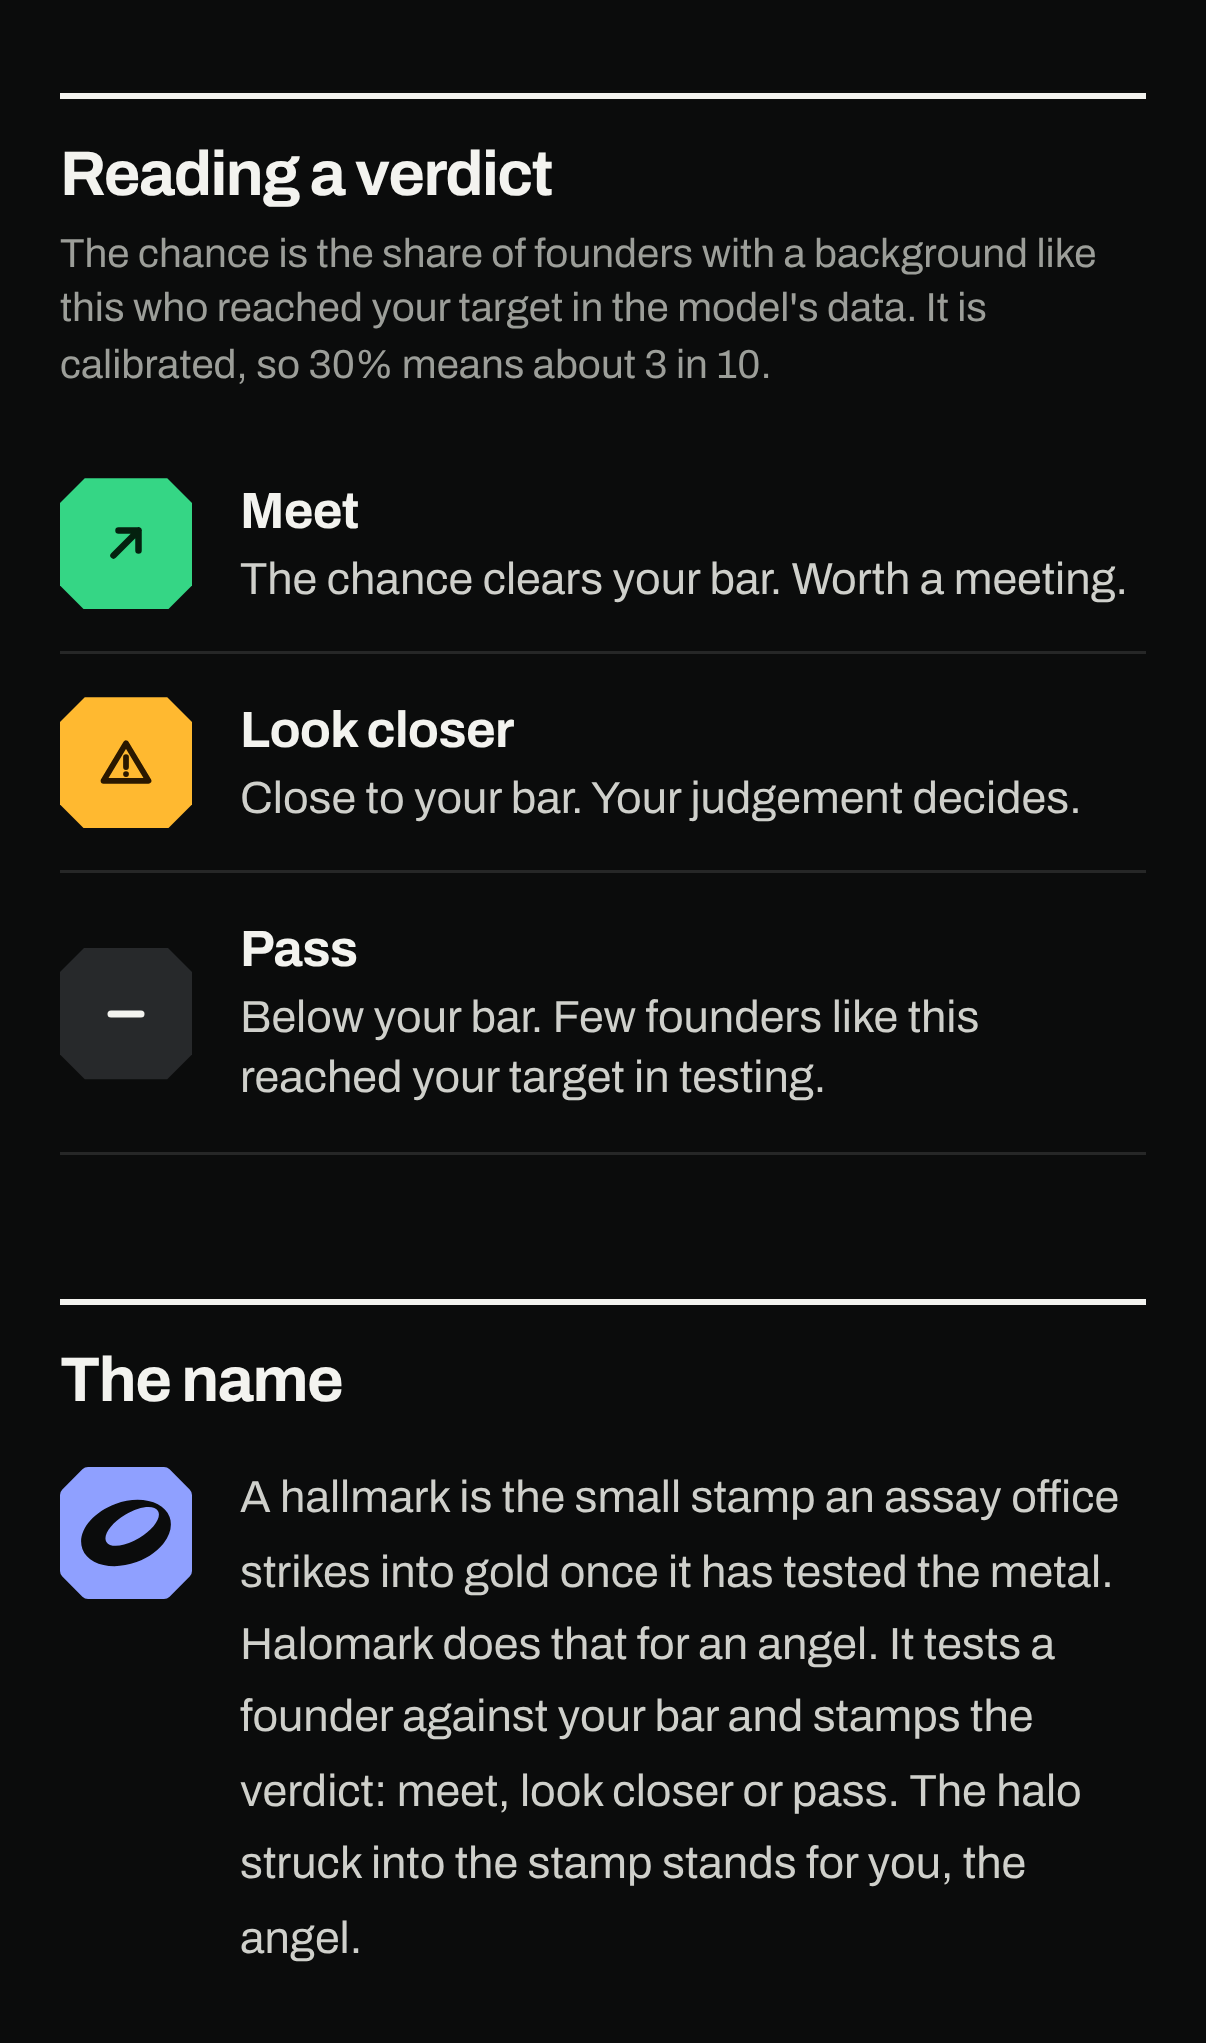 Reading a verdict
The chance is the share of founders with a background like
this who reached your target in the model's data. It is
calibrated, so 30% means about 3 in 10.
Meet
The chance clears your bar. Worth a meeting.
Look closer
Close to your bar. Your judgement decides.
Pass
Below your bar. Few founders like this
reached your target in testing.
The name
A hallmark is the small stamp an assay office
strikes into gold once it has tested the metal.
Halomark does that for an angel. It tests a
founder against your bar and stamps the
verdict: meet, look closer or pass. The halo
struck into the stamp stands for you, the
angel.